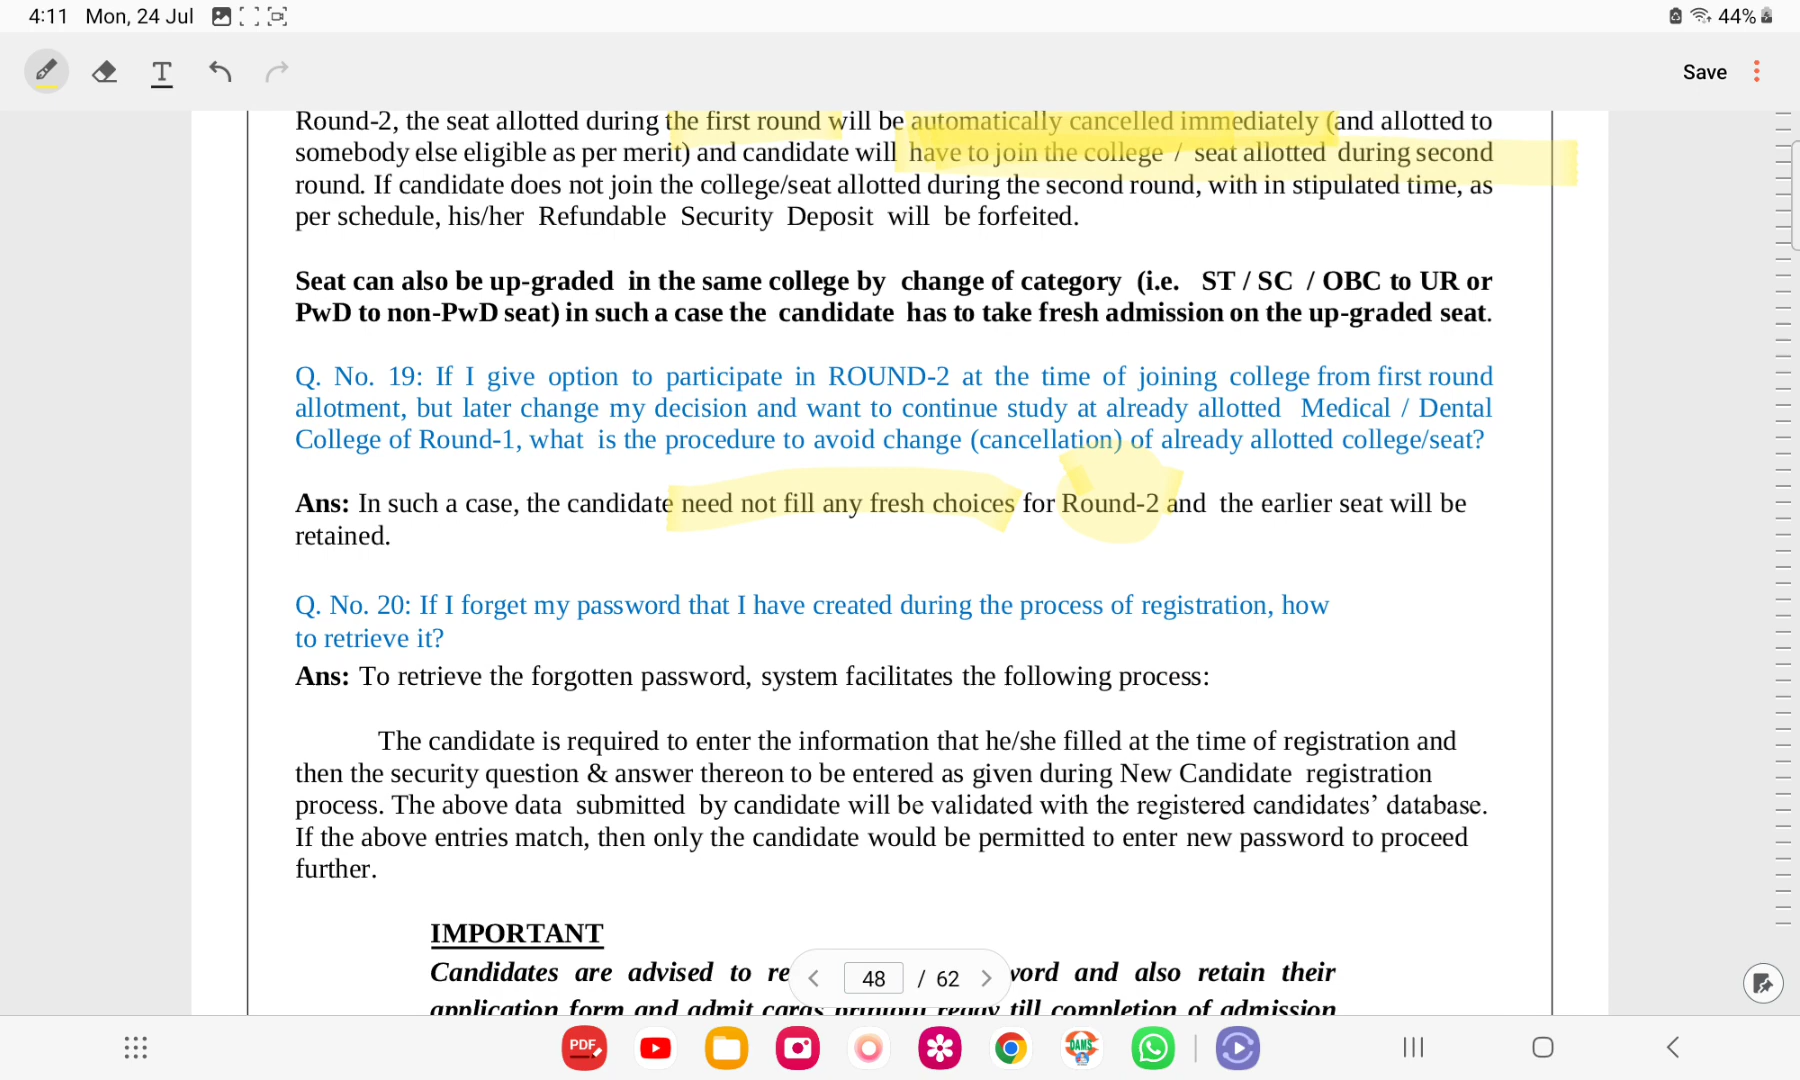 4:11 Mon, 24 Jul 44%
Save
Round-2, the seat allotted during the first round will be automatically cancelled immediately (and allotted to
somebody else eligible as per merit) and candidate will have to join the college / seat allotted during second
round. If candidate does not join the college/seat allotted during the second round, with in stipulated time, as
per schedule, his/her Refundable Security Deposit will be forfeited.
Seat can also be up-graded in the same college by change of category (i.e. ST / SC / OBC to UR or
PwD to non-PwD seat) in such a case the candidate has to take fresh admission on the up-graded seat.
Q. No. 19: If I give option to participate in ROUND-2 at the time of joining college from first round
allotment, but later change my decision and want to continue study at already allotted Medical / Dental
College of Round-1, what is the procedure to avoid change (cancellation) of already allotted college/seat?
Ans: In such a case, the candidate need not fill any fresh choices for Round-2 and the earlier seat will be
retained.
Q. No. 20: If I forget my password that I have created during the process of registration, how
to retrieve it?
Ans: To retrieve the forgotten password, system facilitates the following process:
The candidate is required to enter the information that he/she filled at the time of registration and
then the security question & answer thereon to be entered as given during New Candidate registration
process. The above data submitted by candidate will be validated with the registered candidates’ database.
If the above entries match, then only the candidate would be permitted to enter new password to proceed
further.
IMPORTANT
Candidates are advised to and also retain their
application form and admit cards printout ready till completion of admission
48 / 62
PDF
DAMS